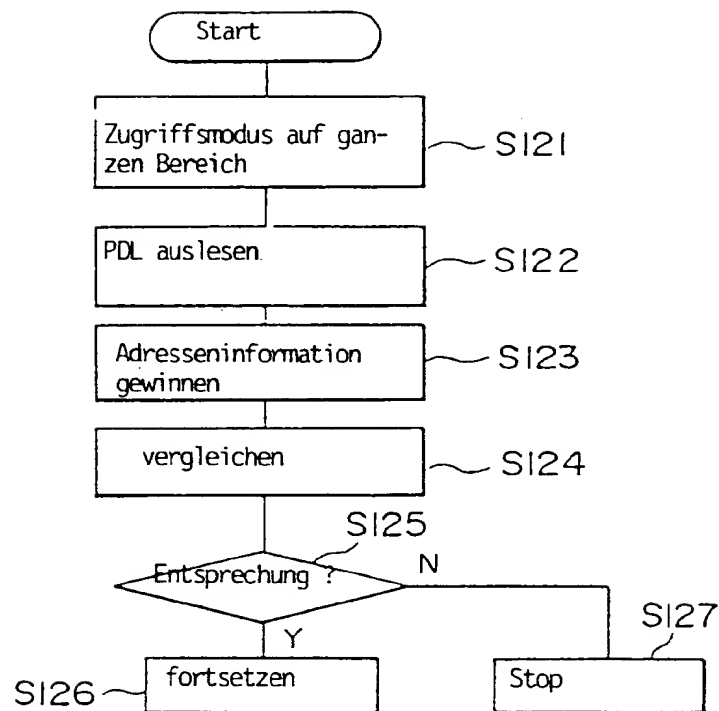 Start
Zugriffsmodus auf gan-
zen Bereich
S121
PDL auslesen
S122
Adresseninformation
gewinnen
S123
vergleichen
S124
S125
Entsprechung ?
N
Y
S127
fortsetzen
Stop
S126